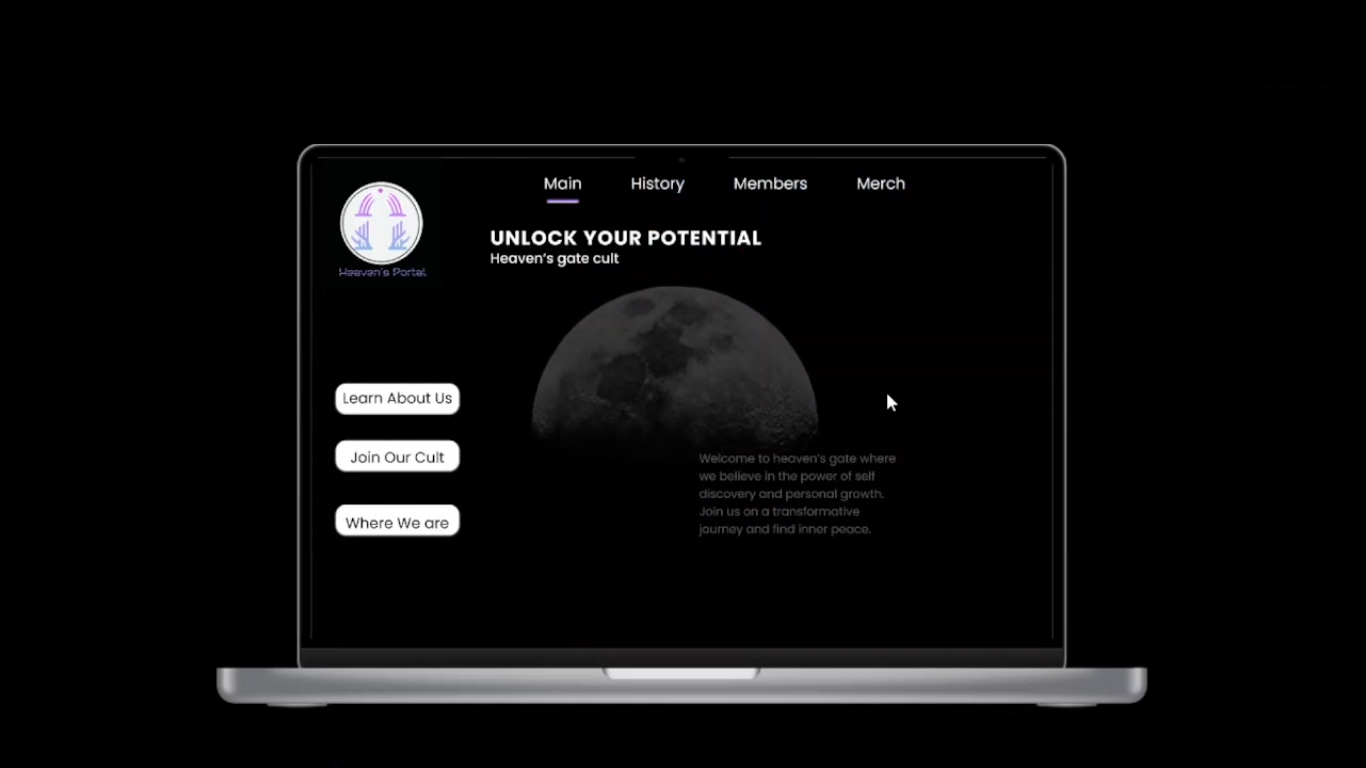 Main History Members Merch
UNLOCK YOUR POTENTIAL
Heaven's gate cult
Heaven's Portal
Learn About Us
Join Our Cult
Where We are
Welcome to heaven's gate where
we believe in the power of self
discovery and personal growth.
Join us on a transformative
journey and find inner peace.